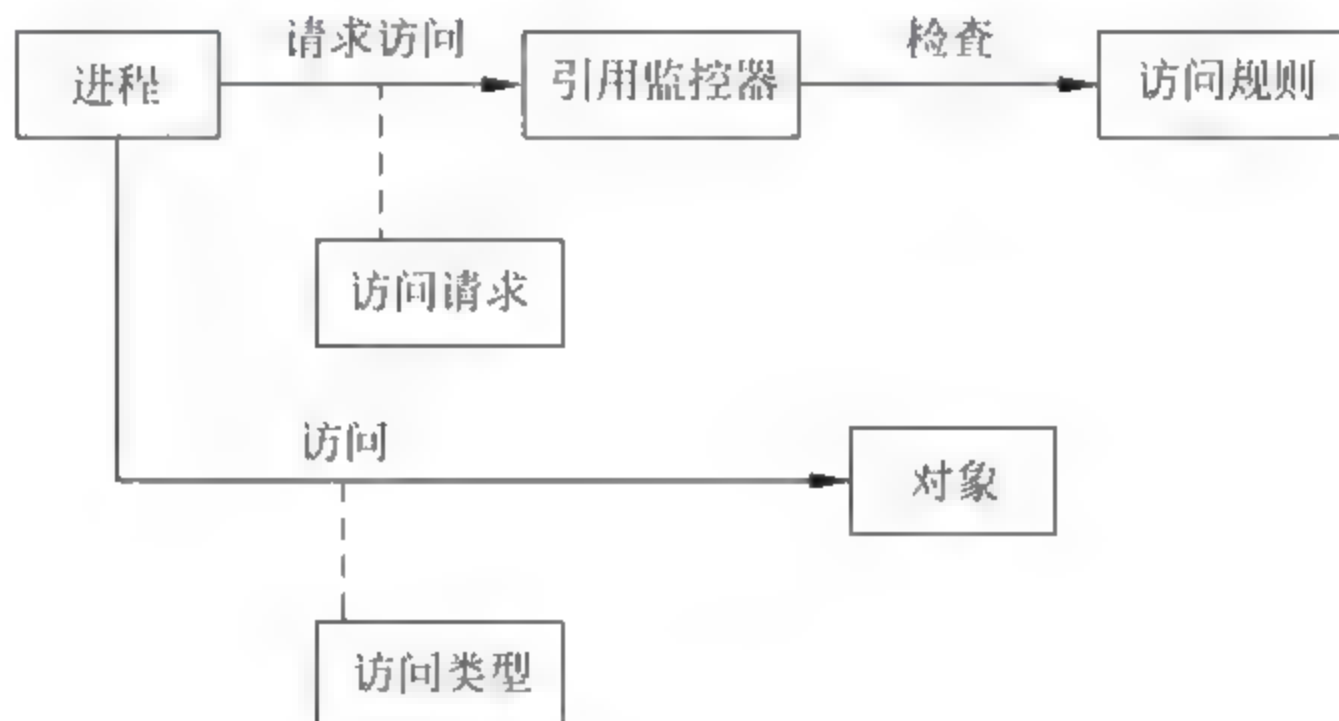 请求访问
检查
进程
引用监控器
访问规则
访问请求
访问
对象
访问类型